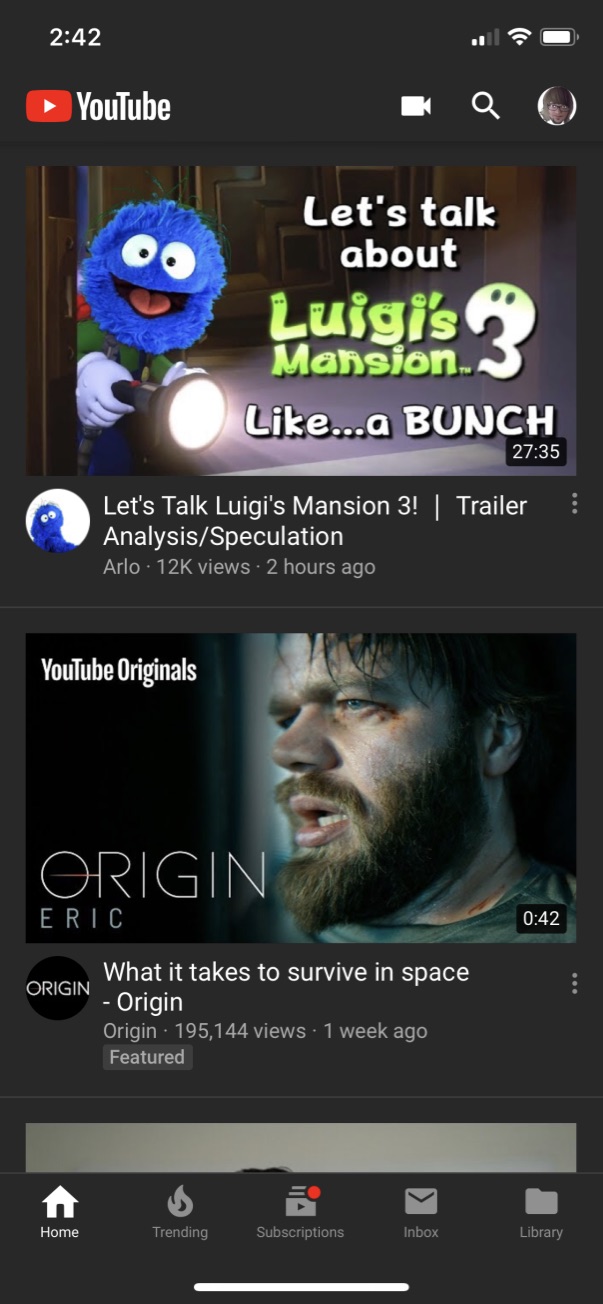 2:42
YouTube
Let's talk
about
Luigi's
Mansion™ 3
Like...a BUNCH
27:35
Let's Talk Luigi's Mansion 3! | Trailer
Analysis/Speculation
Arlo · 12K views · 2 hours ago
YouTube Originals
ORIGIN
ERIC
0:42
ORIGIN
What it takes to survive in space
- Origin
Origin · 195,144 views · 1 week ago
Featured
Home
Trending
Subscriptions
Inbox
Library